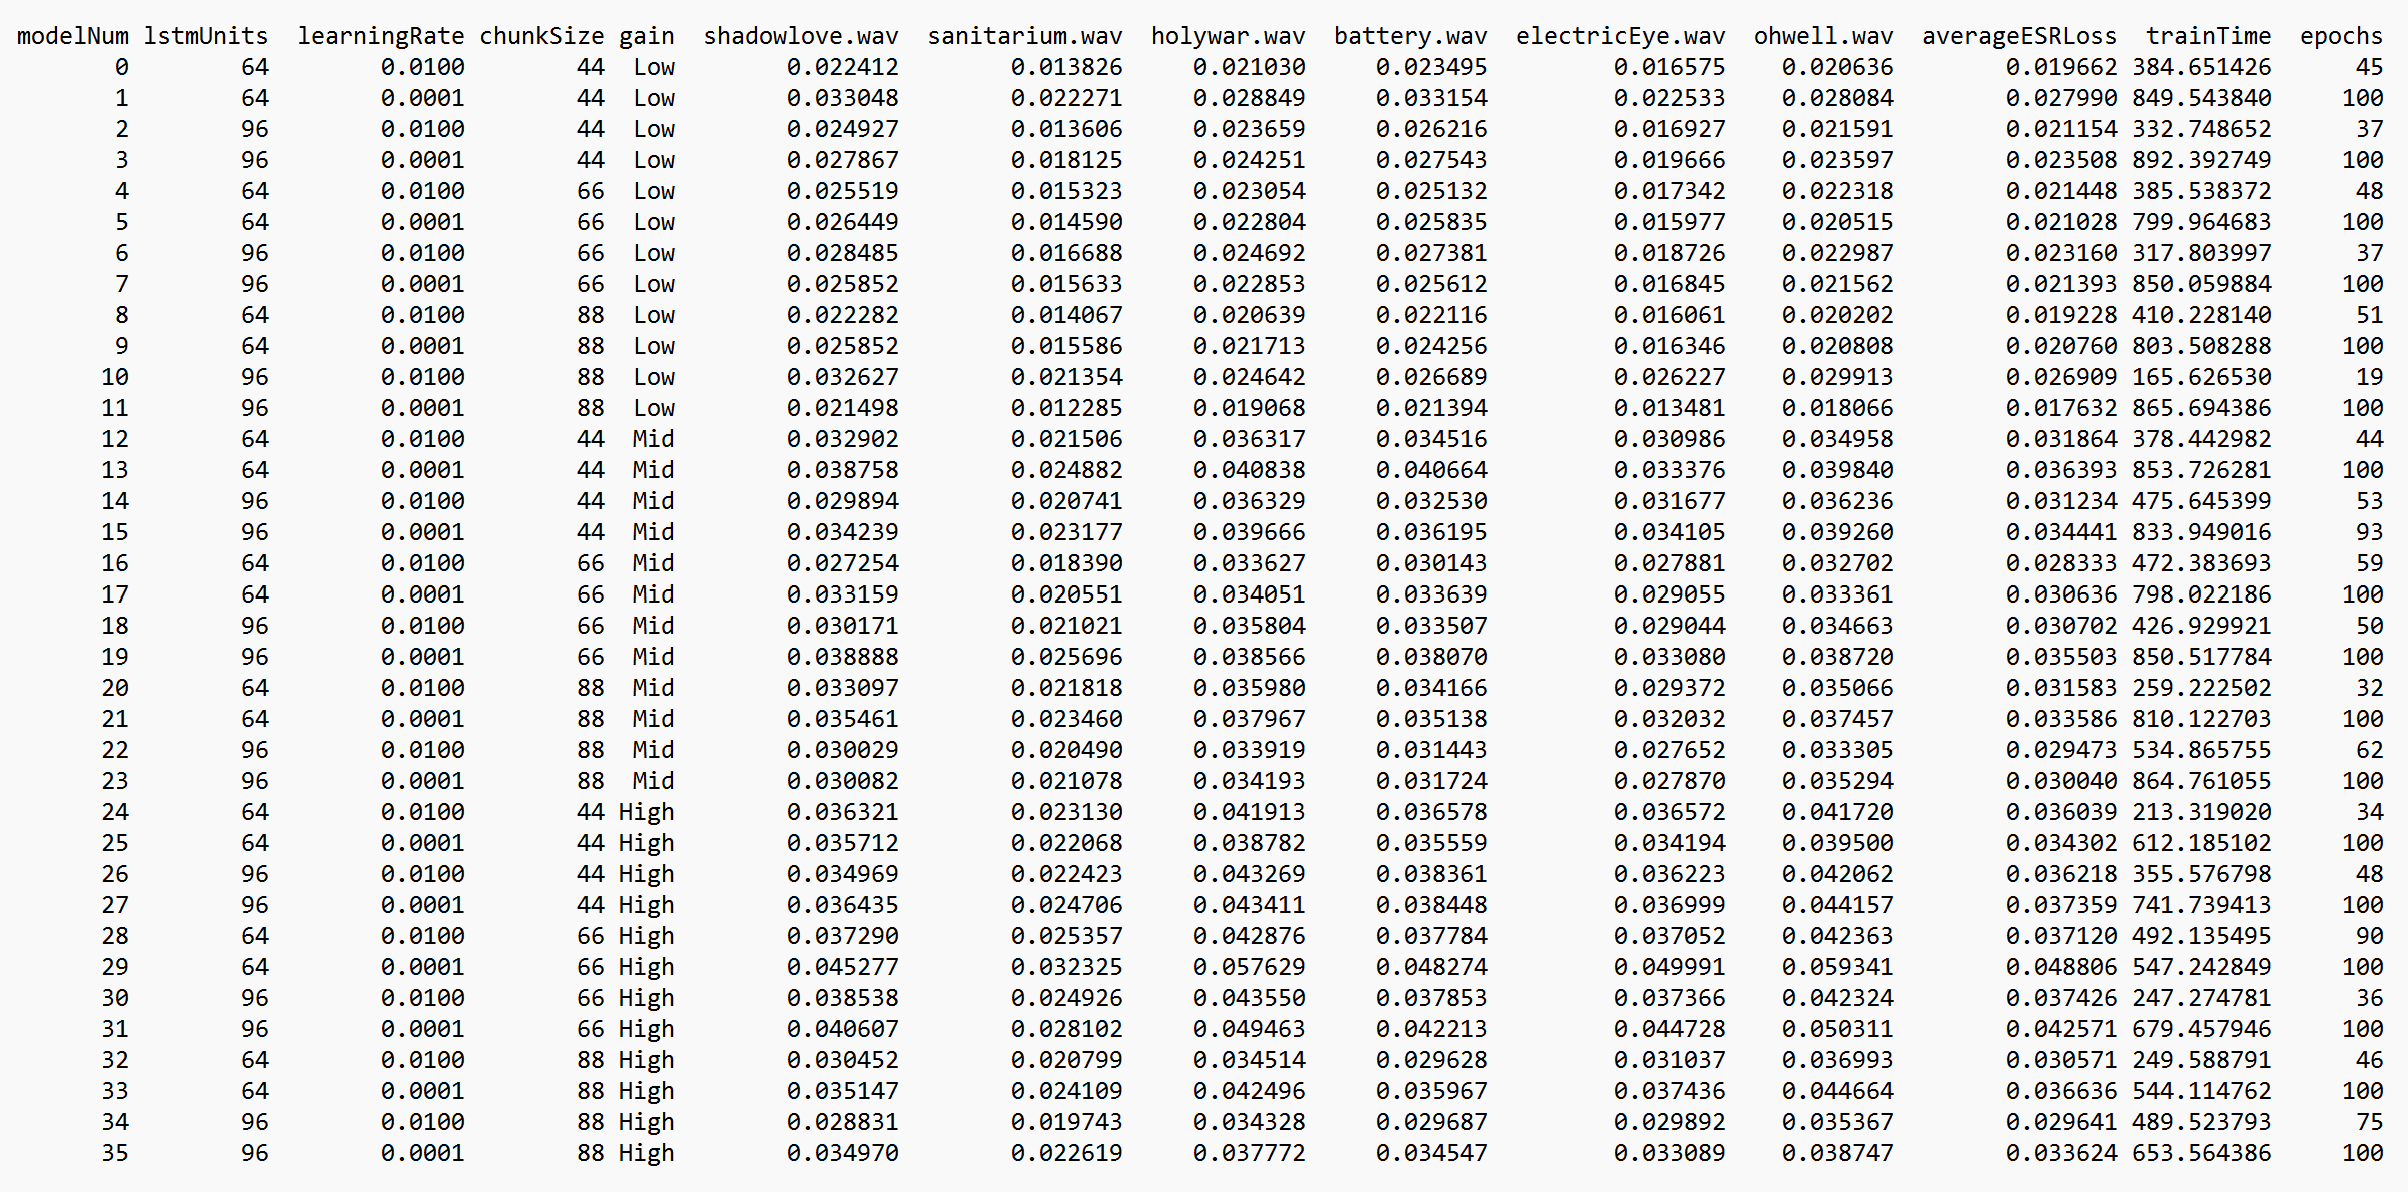 modelNum lstmUnits learningRate chunkSize gain shadowlove.wav sanitarium.wav holywar.wav battery.wav electricEye.wav ohwell.wav averageESRLoss trainTime epochs
0 64 0.0100 44 Low 0.022412 0.013826 0.021030 0.023495 0.016575 0.020636 0.019662 384.651426 45
1 64 0.0001 44 Low 0.033048 0.022271 0.028849 0.033154 0.022533 0.028084 0.027990 849.543840 100
2 96 0.0100 44 Low 0.024927 0.013606 0.023659 0.026216 0.016927 0.021591 0.021154 332.748652 37
3 96 0.0001 44 Low 0.027867 0.018125 0.024251 0.027543 0.019666 0.023597 0.023508 892.392749 100
4 64 0.0100 66 Low 0.025519 0.015323 0.023054 0.025132 0.017342 0.022318 0.021448 385.538372 48
5 64 0.0001 66 Low 0.026449 0.014590 0.022804 0.025835 0.015977 0.020515 0.021028 799.964683 100
6 96 0.0100 66 Low 0.028485 0.016688 0.024692 0.027381 0.018726 0.022987 0.023160 317.803997 37
7 96 0.0001 66 Low 0.025852 0.015633 0.022853 0.025612 0.016845 0.021562 0.021393 850.059884 100
8 64 0.0100 88 Low 0.022282 0.014067 0.020639 0.022116 0.016061 0.020202 0.019228 410.228140 51
9 64 0.0001 88 Low 0.025852 0.015586 0.021713 0.024256 0.016346 0.020808 0.020760 803.508288 100
10 96 0.0100 88 Low 0.032627 0.021354 0.024642 0.026689 0.026227 0.029913 0.026909 165.626530 19
11 96 0.0001 88 Low 0.021498 0.012285 0.019068 0.021394 0.013481 0.018066 0.017632 865.694386 100
12 64 0.0100 44 Mid 0.032902 0.021506 0.036317 0.034516 0.030986 0.034958 0.031864 378.442982 44
13 64 0.0001 44 Mid 0.038758 0.024882 0.040838 0.040664 0.033376 0.039840 0.036393 853.726281 100
14 96 0.0100 44 Mid 0.029894 0.020741 0.036329 0.032530 0.031677 0.036236 0.031234 475.645399 53
15 96 0.0001 44 Mid 0.034239 0.023177 0.039666 0.036195 0.034105 0.039260 0.034441 833.949016 93
16 64 0.0100 66 Mid 0.027254 0.018390 0.033627 0.030143 0.027881 0.032702 0.028333 472.383693 59
17 64 0.0001 66 Mid 0.033159 0.020551 0.034051 0.033639 0.029055 0.033361 0.030636 798.022186 100
18 96 0.0100 66 Mid 0.030171 0.021021 0.035804 0.033507 0.029044 0.034663 0.030702 426.929921 50
19 96 0.0001 66 Mid 0.038888 0.025696 0.038566 0.038070 0.033080 0.038720 0.035503 850.517784 100
20 64 0.0100 88 Mid 0.033097 0.021818 0.035980 0.034166 0.029372 0.035066 0.031583 259.222502 32
21 64 0.0001 88 Mid 0.035461 0.023460 0.037967 0.035138 0.032032 0.037457 0.033586 810.122703 100
22 96 0.0100 88 Mid 0.030029 0.020490 0.033919 0.031443 0.027652 0.033305 0.029473 534.865755 62
23 96 0.0001 88 Mid 0.030082 0.021078 0.034193 0.031724 0.027870 0.035294 0.030040 864.761055 100
24 64 0.0100 44 High 0.036321 0.023130 0.041913 0.036578 0.036572 0.041720 0.036039 213.319020 34
25 64 0.0001 44 High 0.035712 0.022068 0.038782 0.035559 0.034194 0.039500 0.034302 612.185102 100
26 96 0.0100 44 High 0.034969 0.022423 0.043269 0.038361 0.036223 0.042062 0.036218 355.576798 48
27 96 0.0001 44 High 0.036435 0.024706 0.043411 0.038448 0.036999 0.044157 0.037359 741.739413 100
28 64 0.0100 66 High 0.037290 0.025357 0.042876 0.037784 0.037052 0.042363 0.037120 492.135495 90
29 64 0.0001 66 High 0.045277 0.032325 0.057629 0.048274 0.049991 0.059341 0.048806 547.242849 100
30 96 0.0100 66 High 0.038538 0.024926 0.043550 0.037853 0.037366 0.042324 0.037426 247.274781 36
31 96 0.0001 66 High 0.040607 0.028102 0.049463 0.042213 0.044728 0.050311 0.042571 679.457946 100
32 64 0.0100 88 High 0.030452 0.020799 0.034514 0.029628 0.031037 0.036993 0.030571 249.588791 46
33 64 0.0001 88 High 0.035147 0.024109 0.042496 0.035967 0.037436 0.044664 0.036636 544.114762 100
34 96 0.0100 88 High 0.028831 0.019743 0.034328 0.029687 0.029892 0.035367 0.029641 489.523793 75
35 96 0.0001 88 High 0.034970 0.022619 0.037772 0.034547 0.033089 0.038747 0.033624 653.564386 100